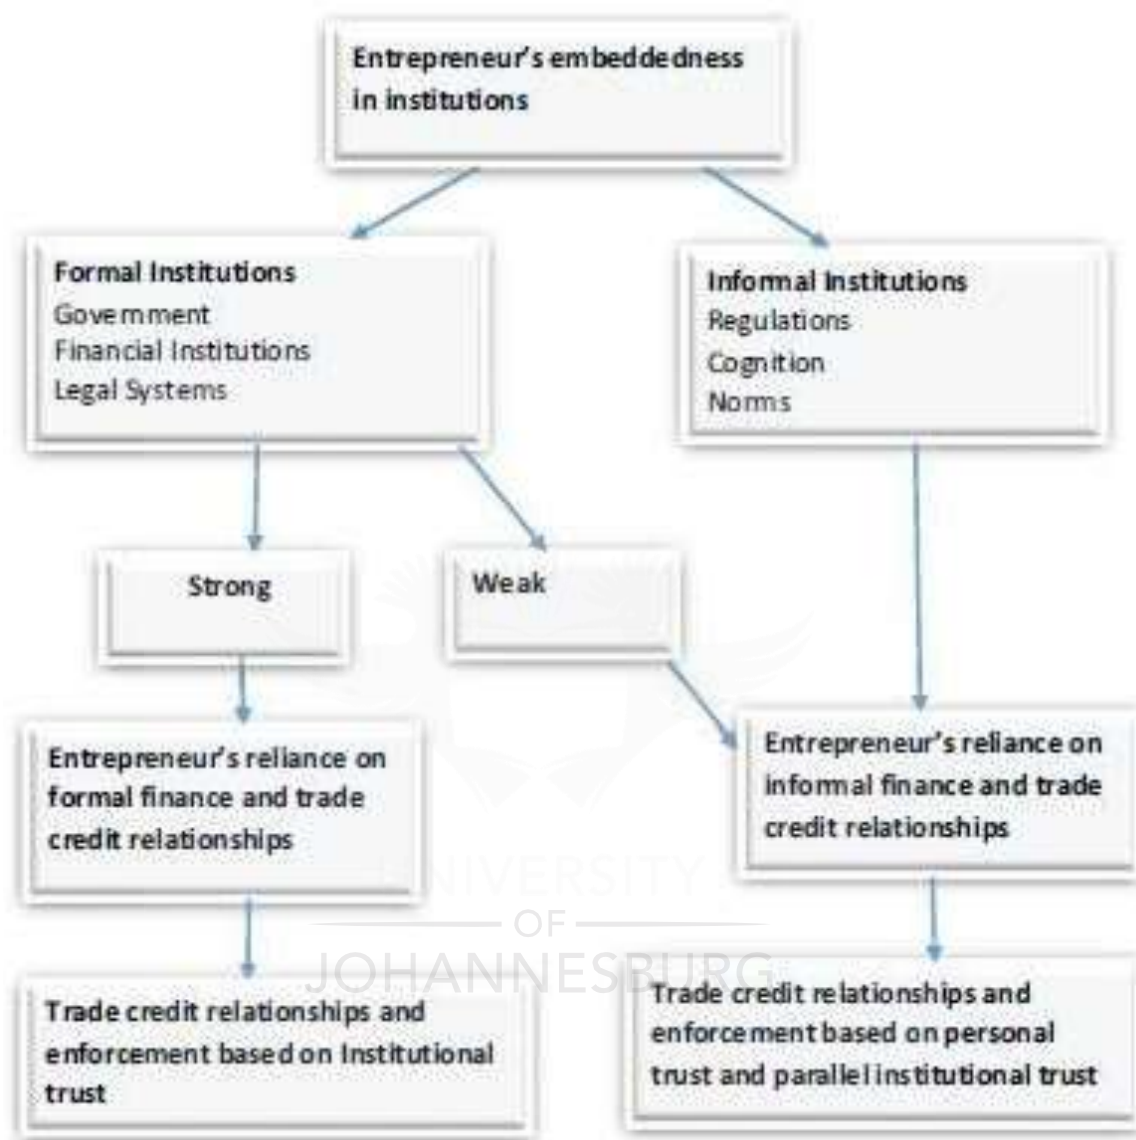 Entrepreneur's embeddedness
in institutions
Formal Institutions
Government
Financial Institutions
Legal Systems
Informal Institutions
Regulations
Cognition
Norms
Strong
Weak
Entrepreneur's reliance on
formal finance and trade
credit relationships
Entrepreneur's reliance on
informal finance and trade
credit relationships
UNIVERSITY
OF
JOHANNESBURG
Trade credit relationships and
enforcement based on Institutional
trust
Trade credit relationships and
enforcement based on personal
trust and parallel institutional trust